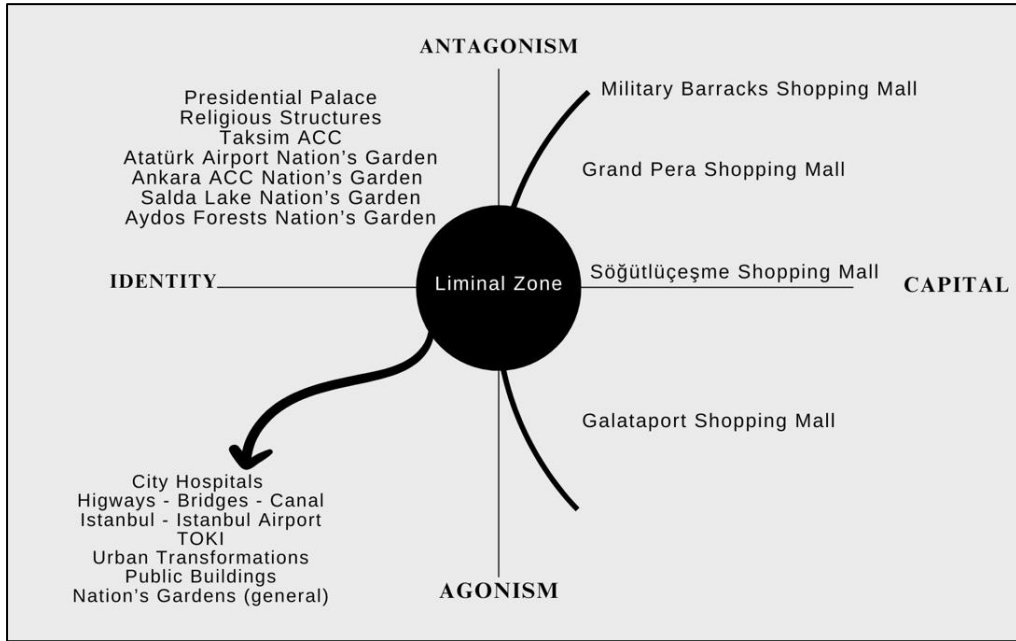 ANTAGONISM
Presidential Palace
Religious Structures
Taksim ACC
Atatürk Airport Nation's Garden
Ankara ACC Nation's Garden
Salda Lake Nation's Garden
Aydos Forests Nation's Garden
Military Barracks Shopping Mall
Grand Pera Shopping Mall
IDENTITY
Liminal Zone
Söğütlüçeşme Shopping Mall
CAPITAL
Galataport Shopping Mall
City Hospitals
Higways - Bridges - Canal
Istanbul - Istanbul Airport
TOKI
Urban Transformations
Public Buildings
Nation's Gardens (general)
AGONISM